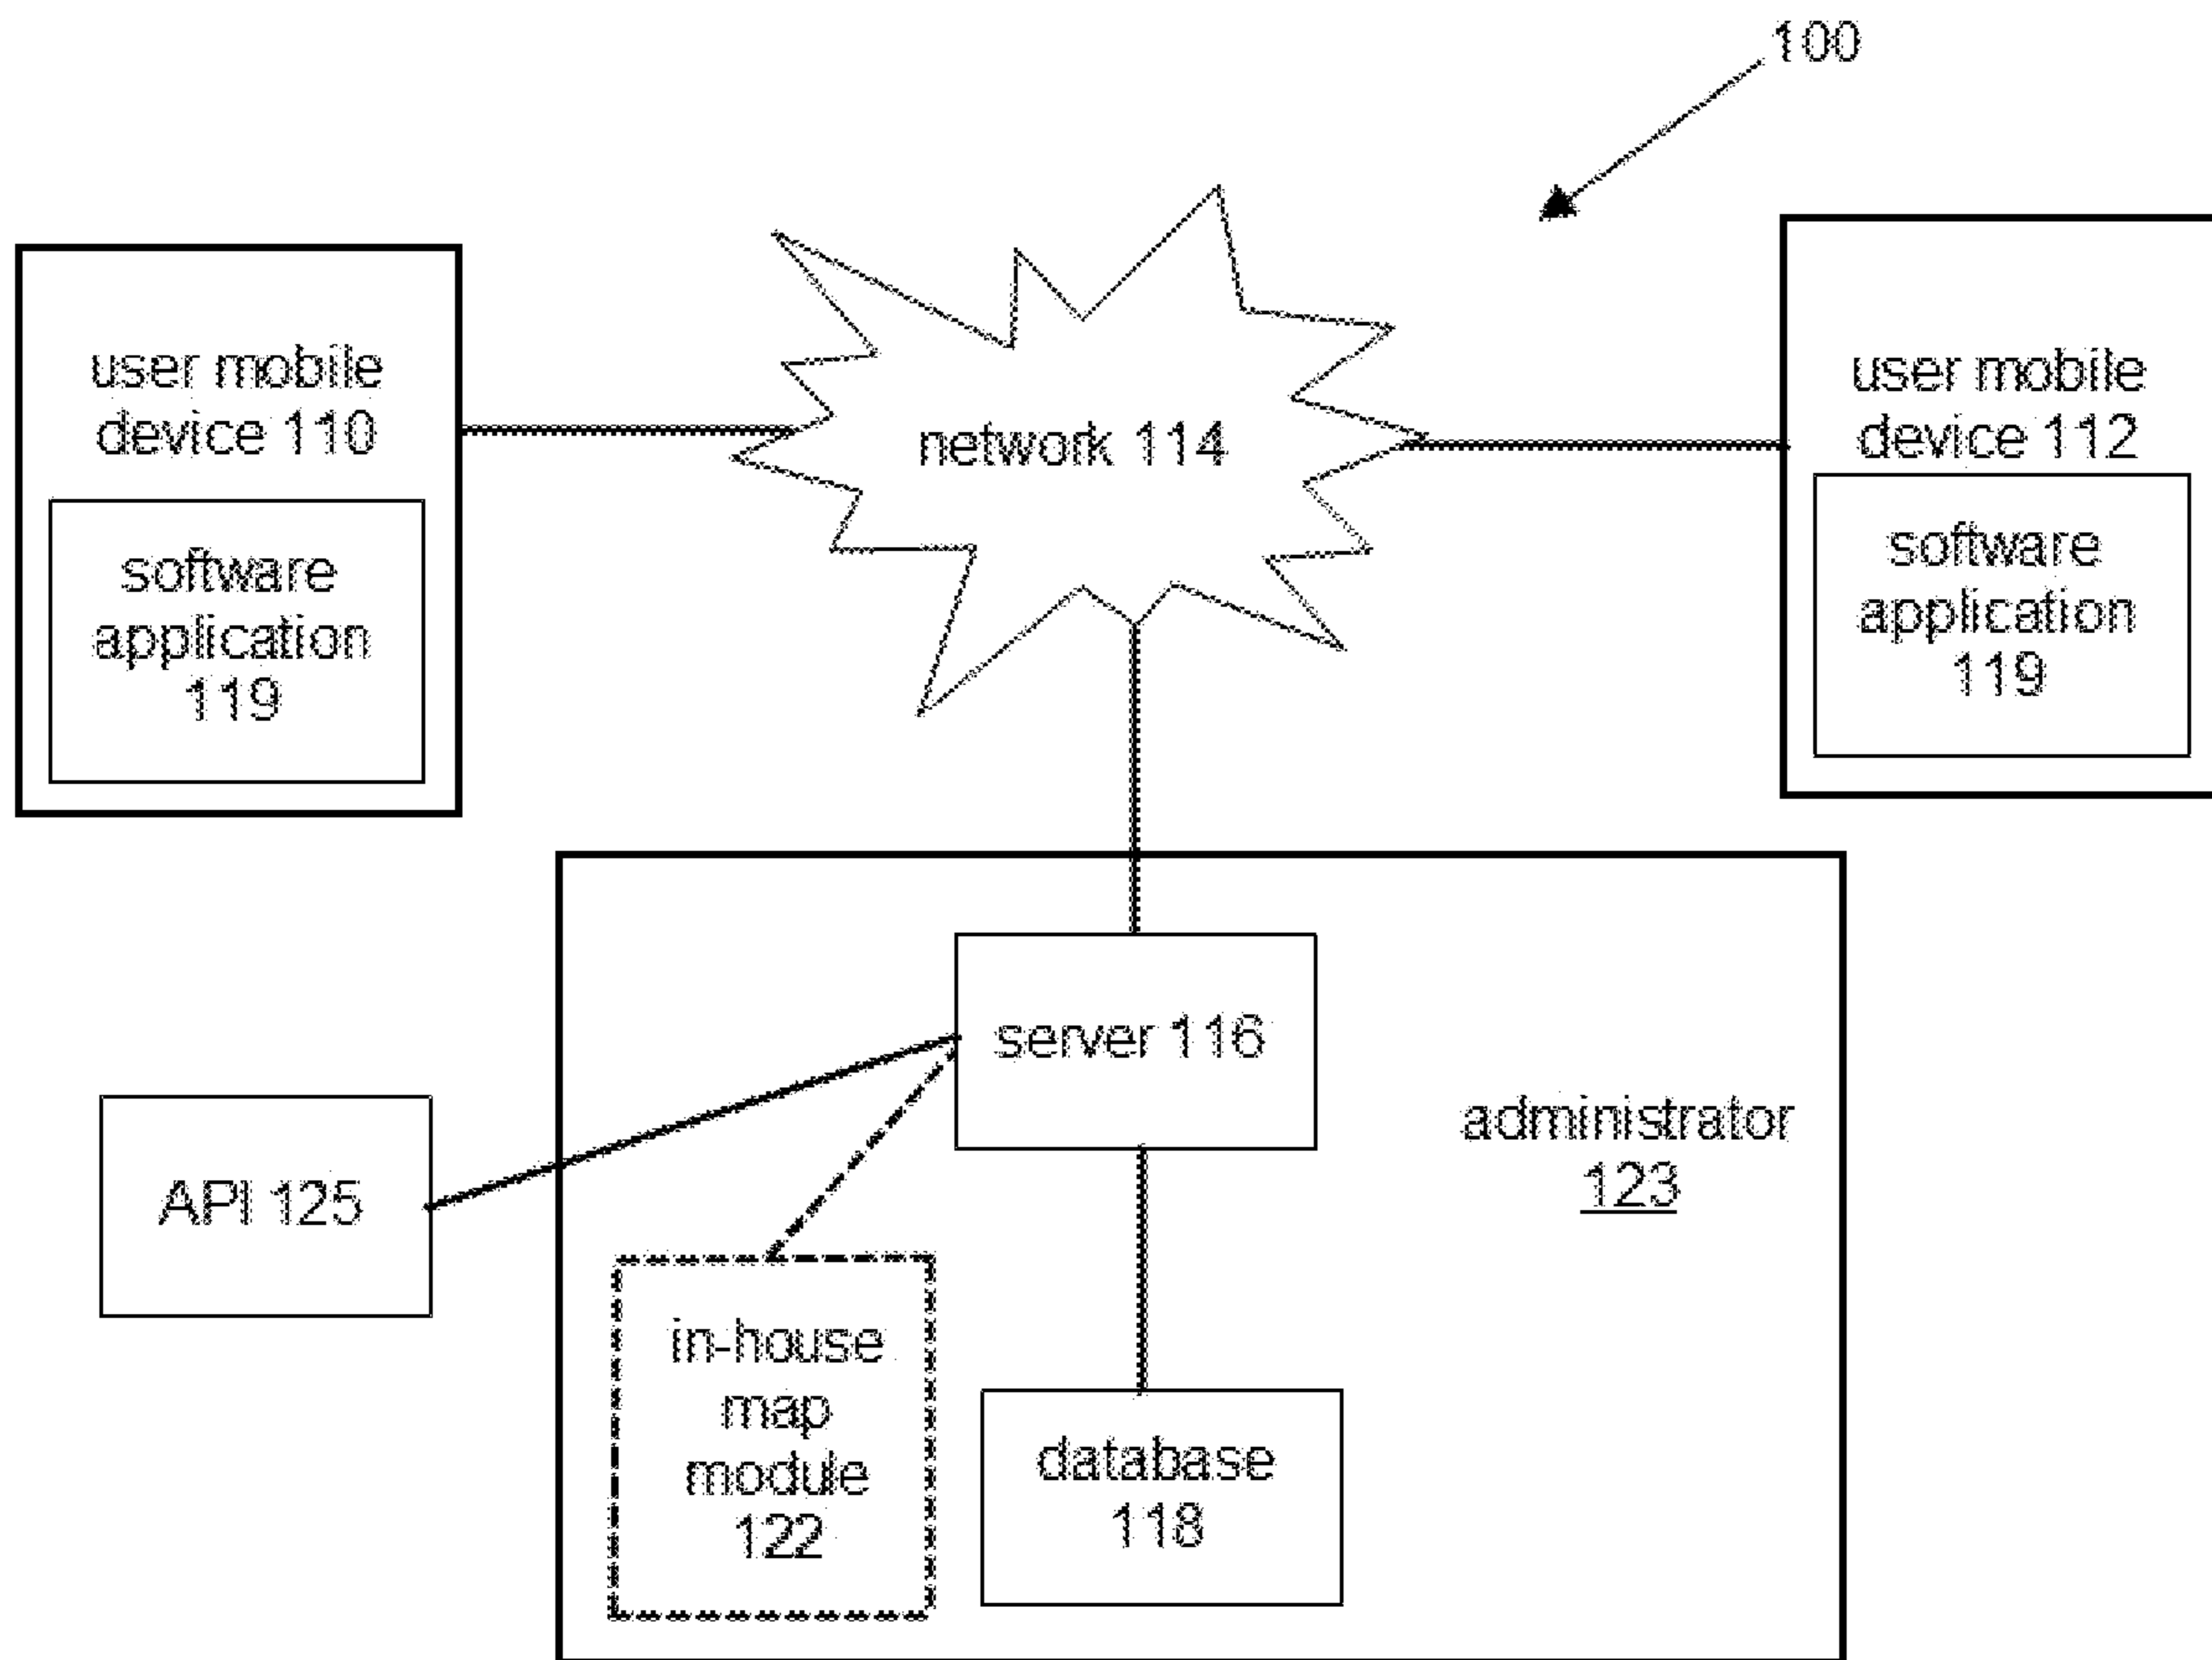 100
user mobile
device 110
software
application
119
network 114
user mobile
device 112
software
application
119
server 116
administrator
123
API 125
in-house
map
module
122
database
118